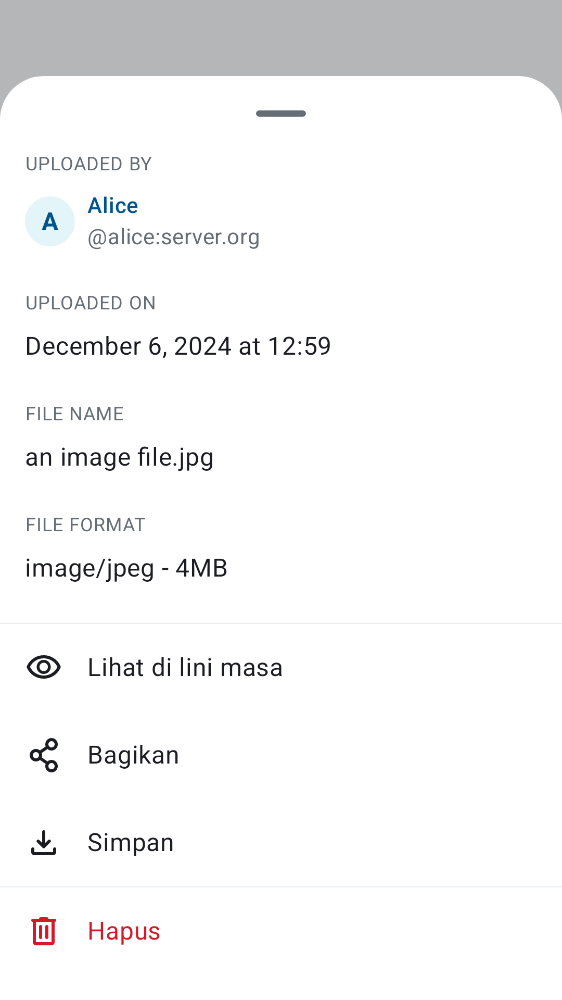 UPLOADED BY
A
Alice
@alice:server.org
UPLOADED ON
December 6, 2024 at 12:59
FILE NAME
an image file.jpg
FILE FORMAT
image/jpeg - 4MB
Lihat di lini masa
Bagikan
Simpan
Hapus